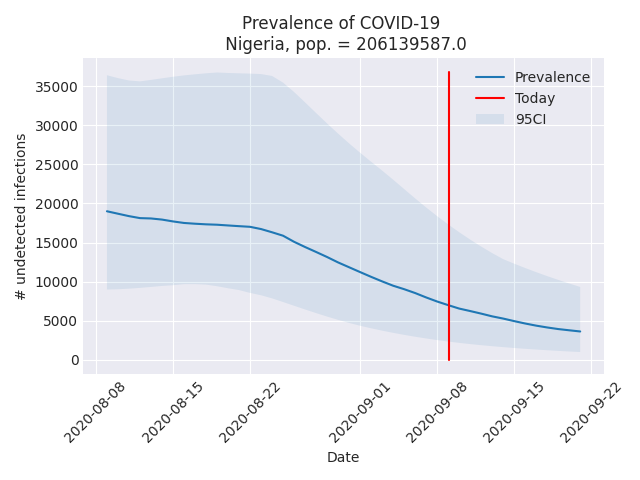 Prevalence of COVID-19
Nigeria, pop. = 206139587.0
Prevalence
Today
95CI
# undetected infections
35000
30000
25000
20000
15000
10000
5000
0
2020-08-08
2020-08-15
2020-08-22
2020-09-01
2020-09-08
2020-09-15
2020-09-22
Date